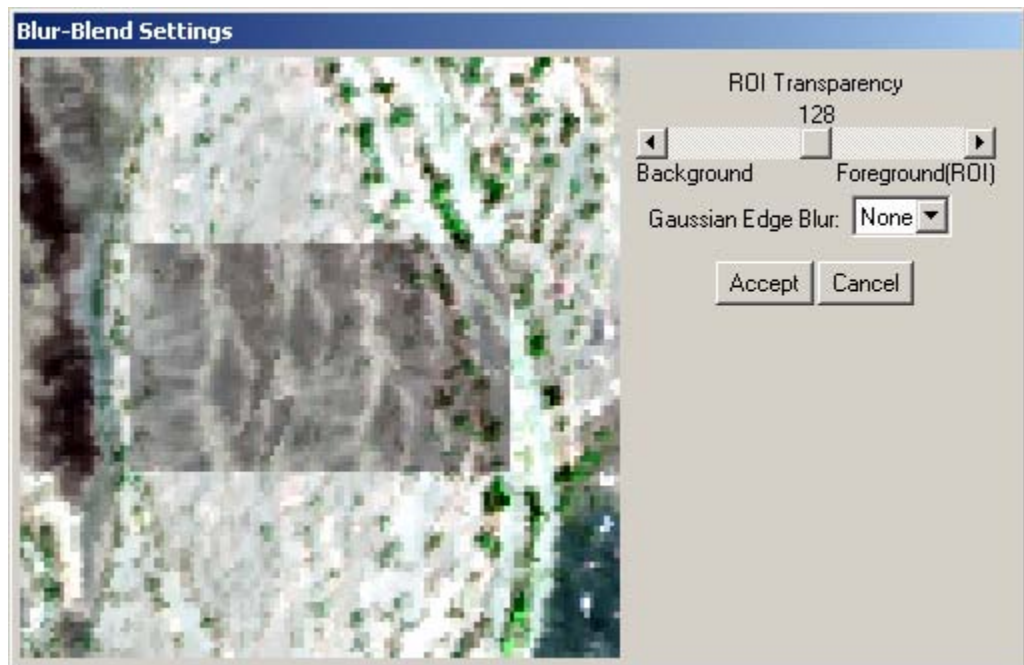 Blur-Blend Settings
ROI Transparency
128
Background Foreground(ROI)
Gaussian Edge Blur: None
Accept Cancel